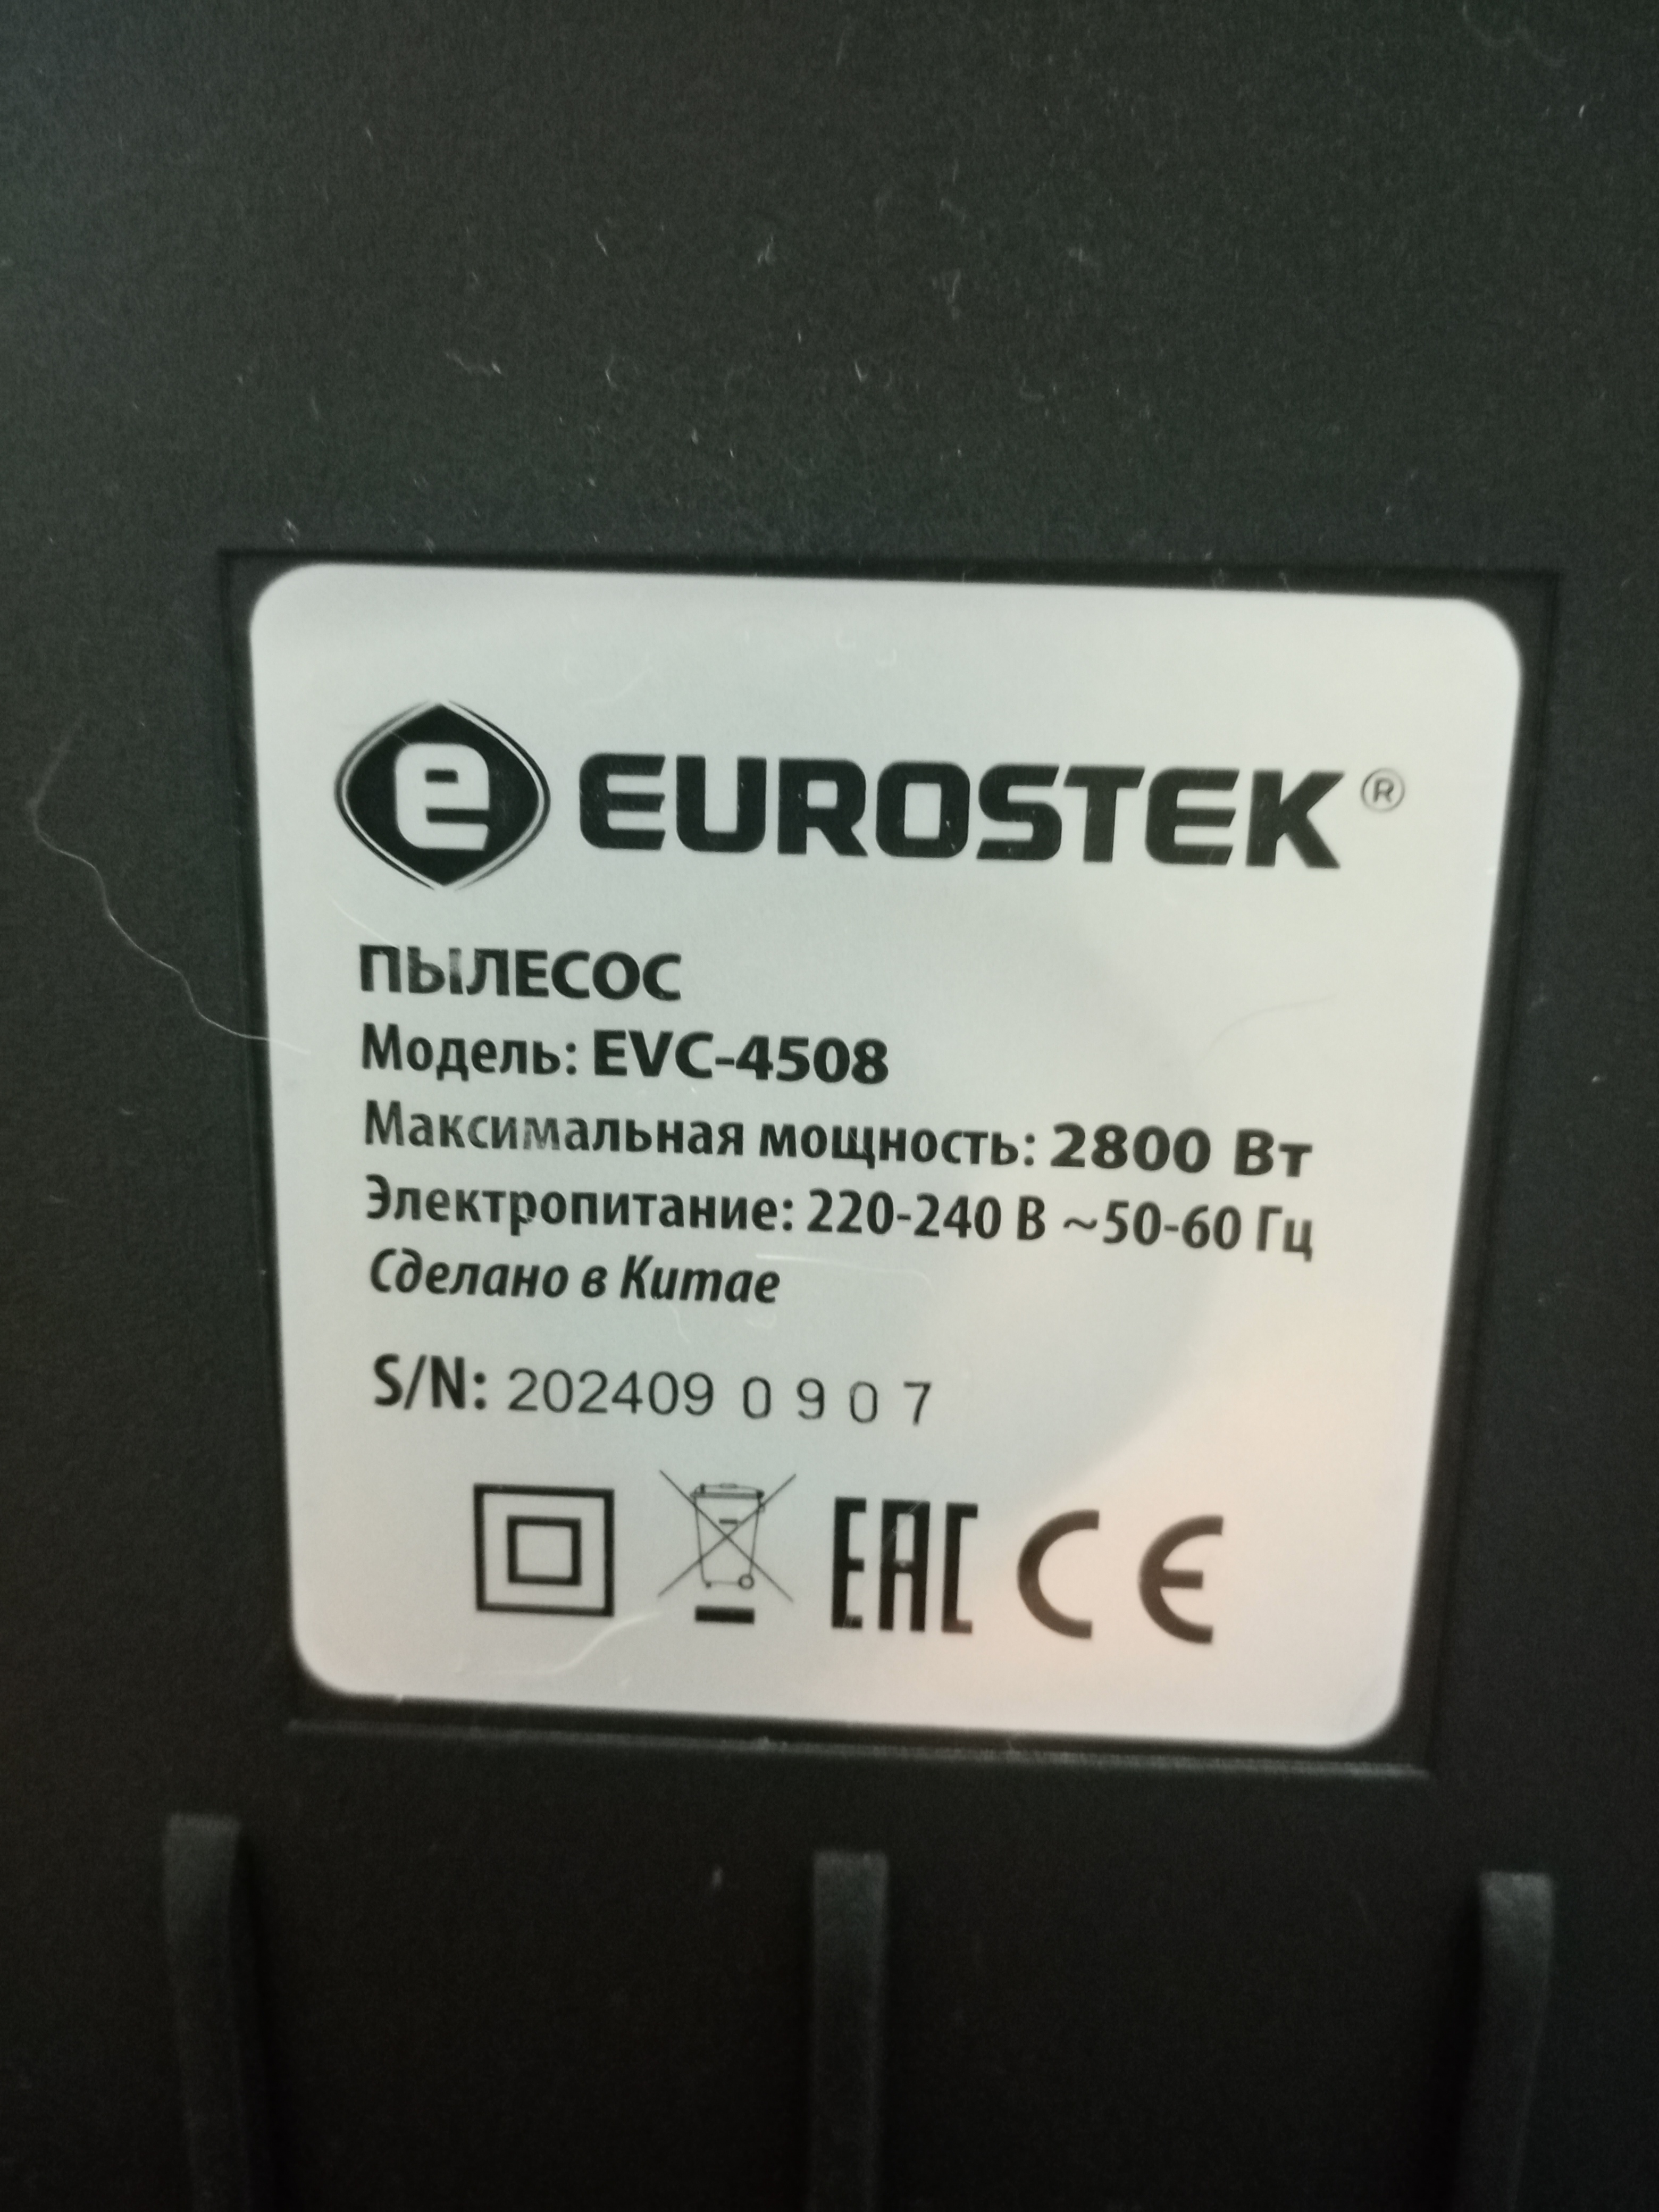 e EUROSTEK ®
ПЫЛЕСОС
Модель: EVC-4508
Максимальная мощность: 2800 Вт
Электропитание: 220-240 В ~50-60 Гц
Сделано в Китае
S/N: 202409 0 9 0 7
EAC CE